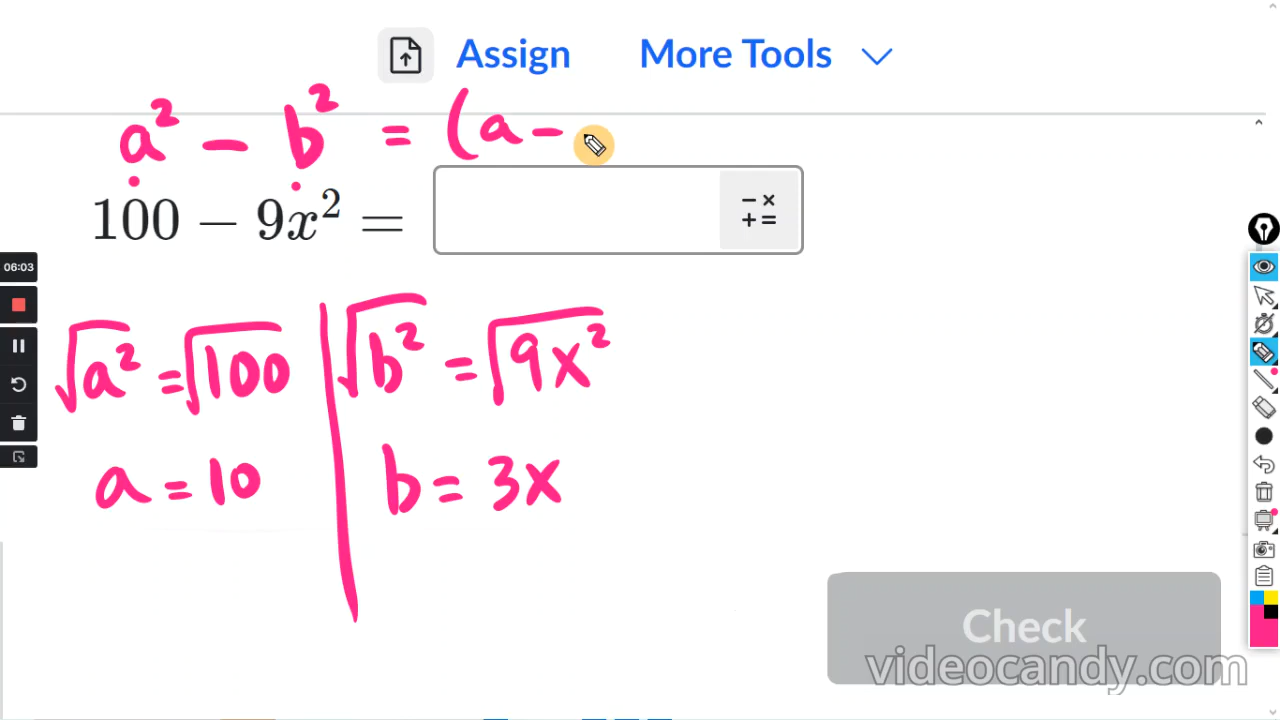 Assign More Tools
a² − b² = (a −
100 − 9x² =
− ×
+ =
06:03
√a² = √100 √b² = √9x²
a = 10 b = 3x
Check
videocandy.com